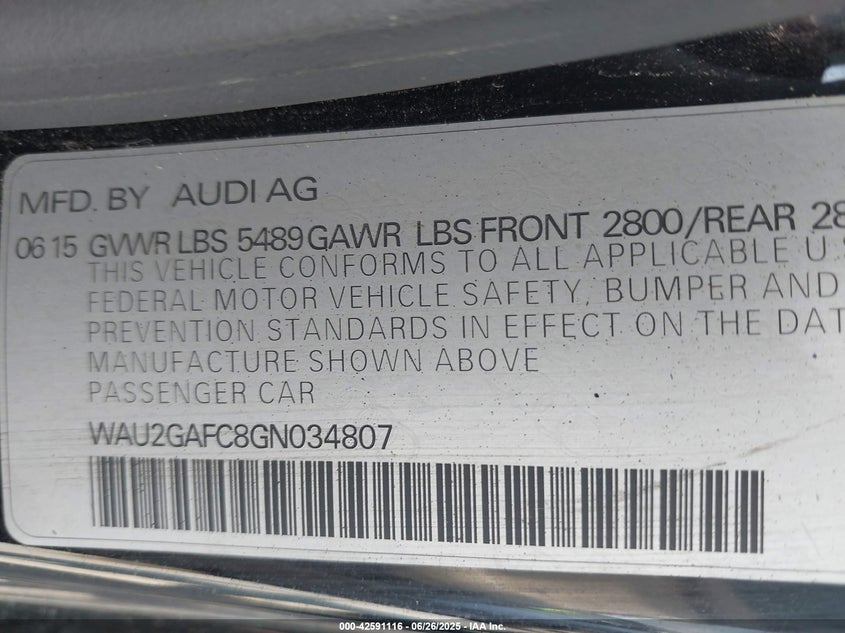 MFD. BY AUDI AG
06 15 GVWR LBS 5489 GAWR LBS FRONT 2800/REAR 28
THIS VEHICLE CONFORMS TO ALL APPLICABLE U.S
FEDERAL MOTOR VEHICLE SAFETY, BUMPER AND
PREVENTION STANDARDS IN EFFECT ON THE DAT
MANUFACTURE SHOWN ABOVE
PASSENGER CAR
WAU2GAFC8GN034807
000-42591116 - 06/26/2025 - IAA Inc.